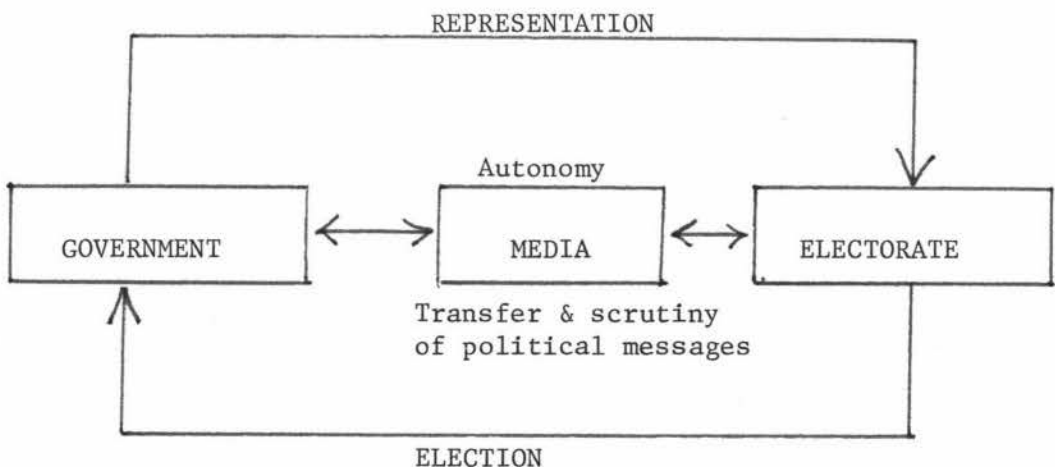 REPRESENTATION
Autonomy
GOVERNMENT
MEDIA
ELECTORATE
Transfer & scrutiny
of political messages
ELECTION